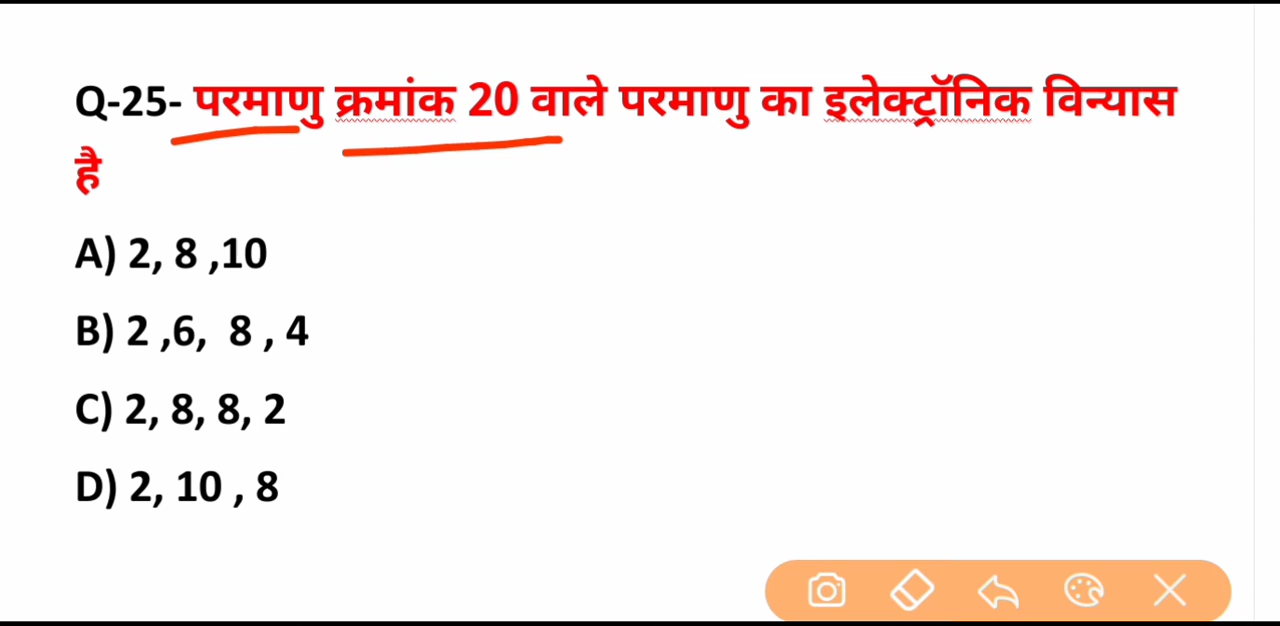 Q-25- परमाणु क्रमांक 20 वाले परमाणु का इलेक्ट्रॉनिक विन्यास
है
A) 2, 8 ,10
B) 2 ,6,  8 , 4
C) 2, 8, 8, 2
D) 2, 10 , 8